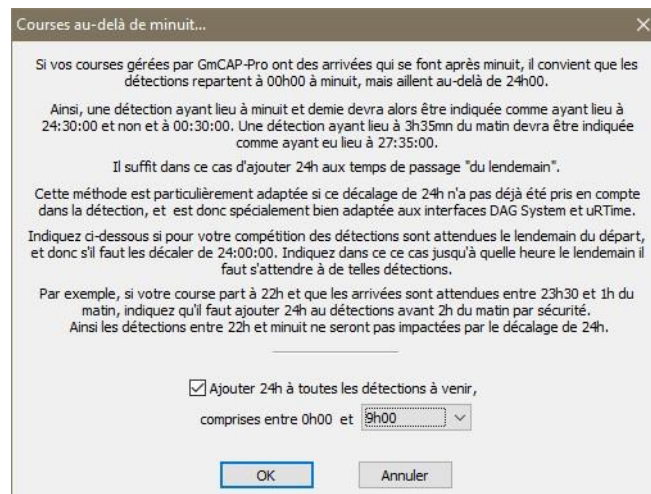 Courses au-delà de minuit...
Si vos courses gérées par GmCAP-Pro ont des arrivées qui se font après minuit, il convient que les
détections repartent à 00h00 à minuit, mais aillent au-delà de 24h00.
Ainsi, une détection ayant lieu à minuit et demie devra alors être indiquée comme ayant lieu à
24:30:00 et non et à 00:30:00. Une détection ayant lieu à 3h35mn du matin devra être indiquée
comme ayant eu lieu à 27:35:00.
Il suffit dans ce cas d'ajouter 24h aux temps de passage "du lendemain".
Cette méthode est particulièrement adaptée si ce décalage de 24h n'a pas déjà été pris en compte
dans la détection, et est donc spécialement bien adaptée aux interfaces DAG System et uRTime.
Indiquez ci-dessous si pour votre compétition des détections sont attendues le lendemain du départ,
et donc s'il faut les décaler de 24:00:00. Indiquez dans ce ce cas jusqu'à quelle heure le lendemain il
faut s'attendre à de telles détections.
Par exemple, si votre course part à 22h et que les arrivées sont attendues entre 23h30 et 1h du
matin, indiquez qu'il faut ajouter 24h au détections avant 2h du matin par sécurité.
Ainsi les détections entre 22h et minuit ne seront pas impactées par le décalage de 24h.
Ajouter 24h à toutes les détections à venir,
comprises entre 0h00 et 9h00
OK Annuler